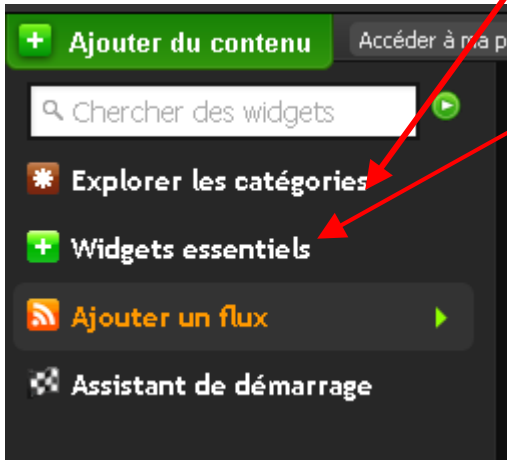 Ajouter du contenu Accéder à ma p
Chercher des widgets
Explorer les catégories
Widgets essentiels
Ajouter un flux
Assistant de démarrage